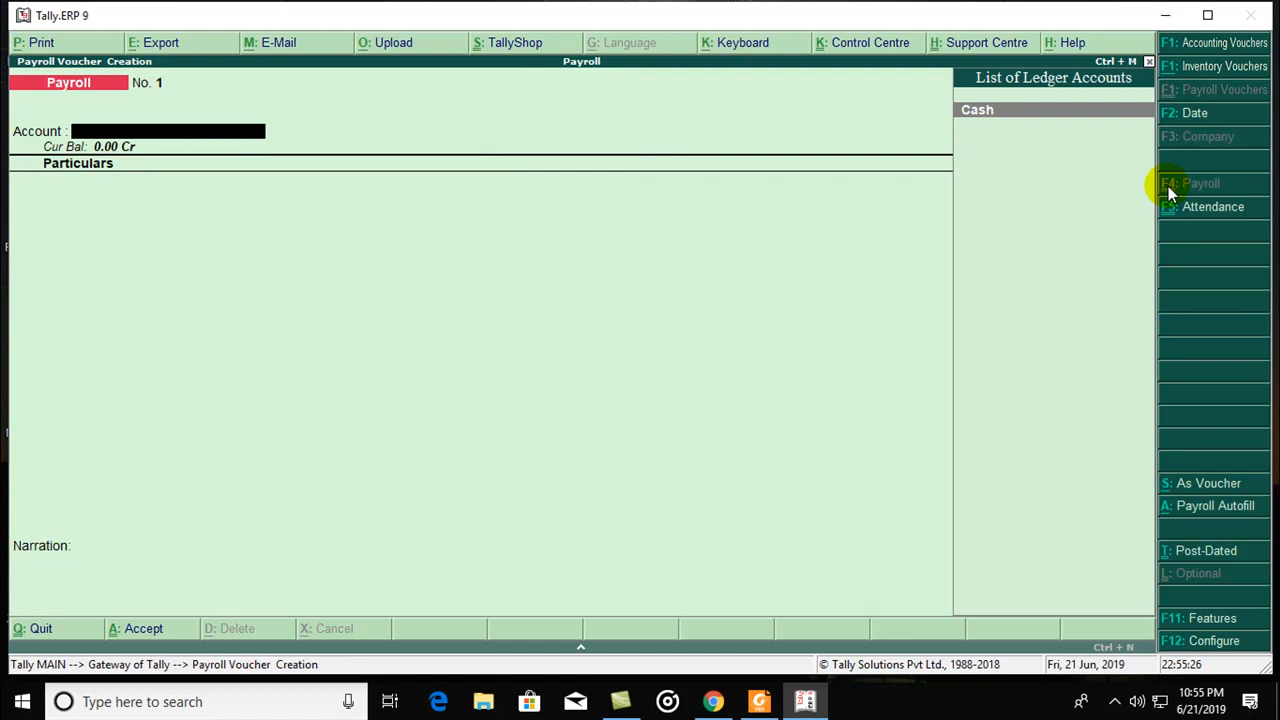 Tally.ERP 9
P: Print
E: Export
M: E-Mail
O: Upload
S: TallyShop
G: Language
K: Keyboard
K: Control Centre
H: Support Centre
H: Help
Payroll Voucher Creation
Payroll
Ctrl + M
Payroll No. 1
Account :
Cur Bal: 0.00 Cr
Particulars
Narration:
List of Ledger Accounts
Cash
F1: Accounting Vouchers
F1: Inventory Vouchers
F1: Payroll Vouchers
F2: Date
F3: Company
F4: Payroll
F5: Attendance
S: As Voucher
A: Payroll Autofill
T: Post-Dated
L: Optional
F11: Features
F12: Configure
Q: Quit
A: Accept
D: Delete
X: Cancel
Ctrl + N
Tally MAIN --> Gateway of Tally --> Payroll Voucher Creation
© Tally Solutions Pvt Ltd., 1988-2018
Fri, 21 Jun, 2019
22:55:26
Type here to search
10:55 PM
6/21/2019